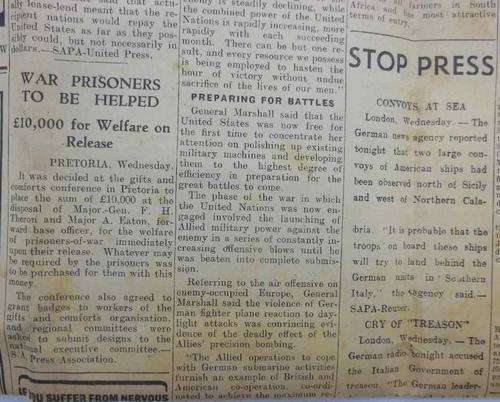 ally lease-lend meant that the re-
cipient nations would repay the
United States as far as they pos-
sibly could, but not necessarily in
dollars.—SAPA-United Press.
WAR PRISONERS
TO BE HELPED
£10,000 for Welfare on
Release
PRETORIA, Wednesday.
It was decided at the gifts and
comforts conference in Pretoria to
place the sum of £10,000 at the
disposal of Major.-Gen. F. H.
Theron and Major A. Eaton, for-
ward base officer, for the welfare
of prisoners-of-war immediately
upon their release. Whatever may
be required by the prisoners was
to be purchased for them with this
money.
The conference also agreed to
grant badges to workers of the
gifts and comforts organisation
and regional committees were
asked to submit designs to the
national executive committee.—
S.A. Press Association.
IF
YOU SUFFER FROM NERVOUS
many is steadily declining, while
the combined power of the United
Nations is rapidly increasing, more
rapidly with each succeeding
month. There can be but one re-
sult, and every resource we possess
is being employed to hasten the
hour of victory without undue
sacrifice of the lives of our men."
PREPARING FOR BATTLES
General Marshall said that the
United States was now free for
the first time to concentrate her
attention on polishing up existing
military machines and developing
them to the highest degree of
efficiency in preparation for the
great battles to come.
The phase of the war in which
the United Nations was now en-
gaged involved the launching of
Allied military power against the
enemy in a series of constantly in-
creasing offensive blows until he
was beaten into complete submis-
sion.
Referring to the air offensive on
enemy-occupied Europe, General
Marshall said the violence of Ger-
man fighter plane reaction to day-
light attacks was convincing evi-
dence of the deadly effect of the
Allies' precision bombing.
"The Allied operations to cope
with German submarine activities
furnish an example of British and
American co-operation co-ordi-
nated to achieve the maximum re-
Africa and
all farmers in South
has most attractive
terms of entry.
STOP PRESS
CONVOYS AT SEA
London, Wednesday. — The
German news agency reported
tonight that two large con-
voys of American ships had
been observed north of Sicily
and west of Northern Cala-
bria. "It is probable that the
troops on board these ships
will try to land behind the
German units in Southern
Italy," the agency said.—
SAPA-Reuter.
CRY OF "TREASON"
London, Wednesday. — The
German radio tonight accused
the Italian Government of
treason. "The German leader-